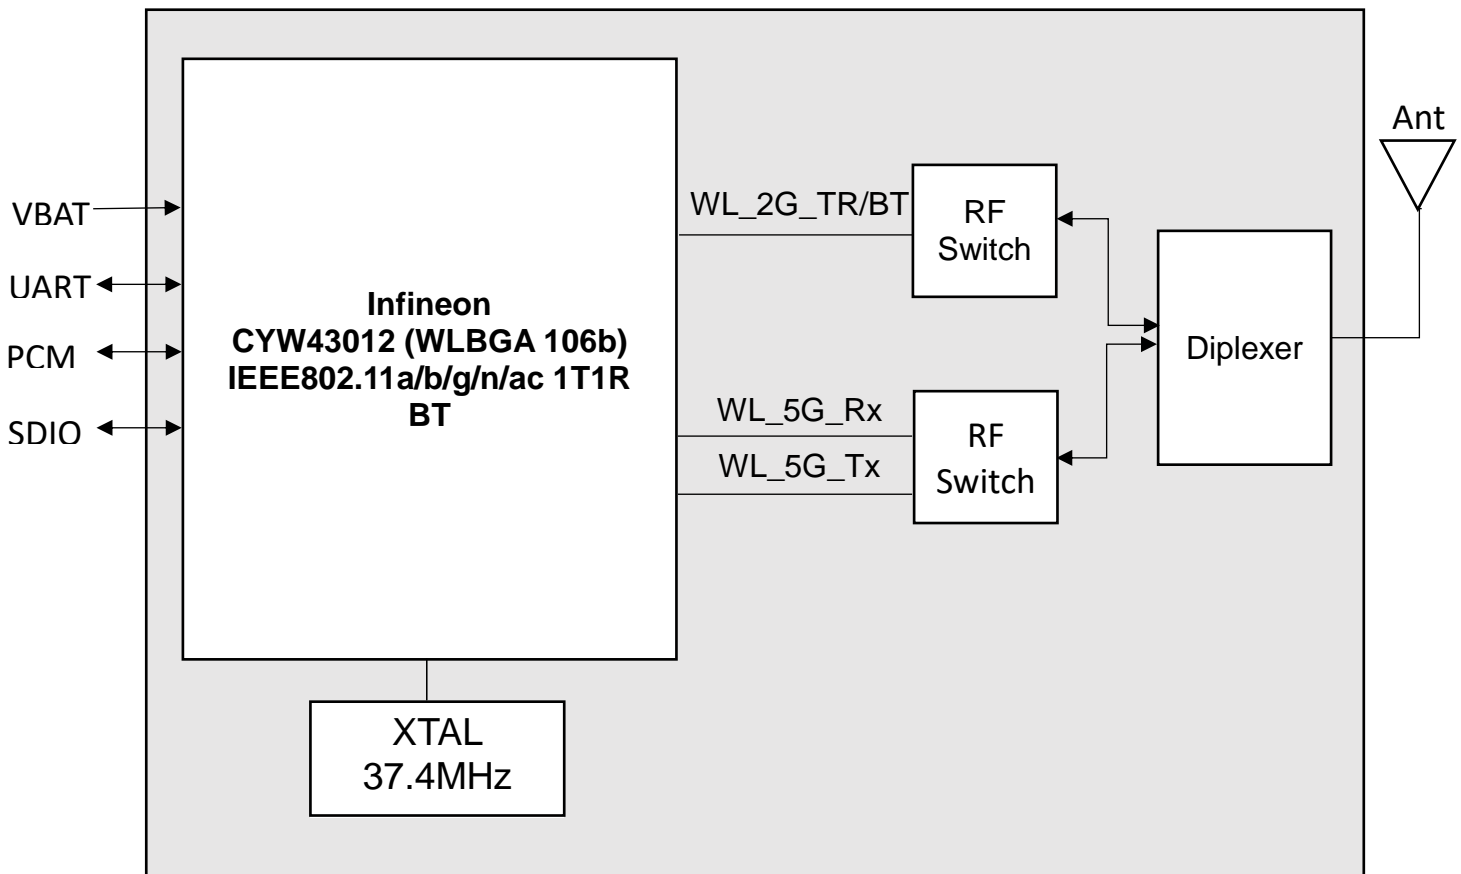 Ant
VBAT
UART
PCM
SDIO
Infineon
CYW43012 (WLBGA 106b)
IEEE802.11a/b/g/n/ac 1T1R
BT
WL_2G_TR/BT
RF
Switch
WL_5G_Rx
WL_5G_Tx
RF
Switch
Diplexer
XTAL
37.4MHz